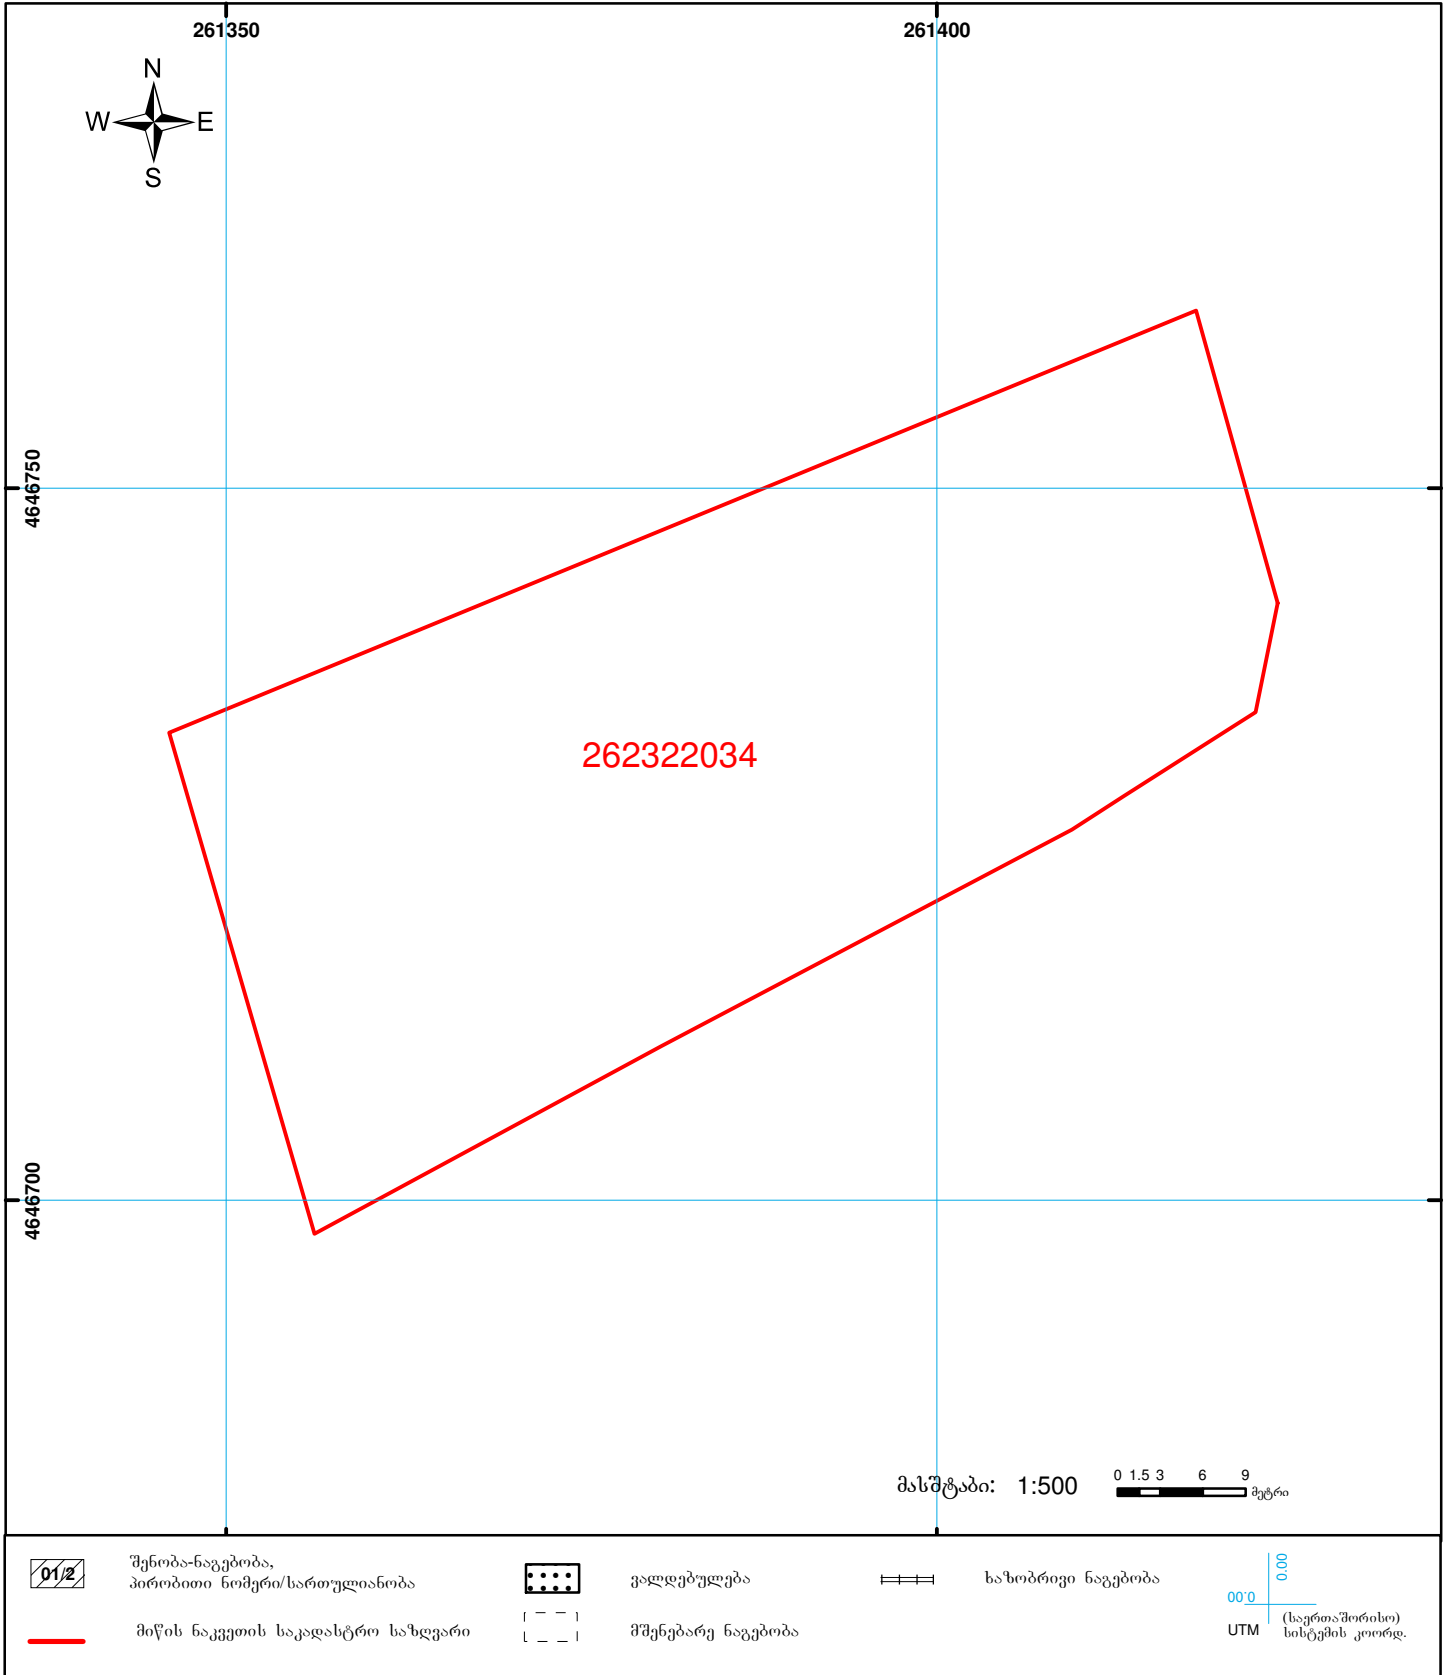 261350
261400
N
W
E
S
4646750
262322034
4646700
მასშტაბი: 1:500
0 1.5 3 6 9
მეტრი
01/2
შენობა-ნაგებობა,
პირობითი ნომერი/სართულიანობა
ვალდებულება
ხაზობრივი ნაგებობა
მიწის ნაკვეთის საკადასტრო საზღვარი
მშენებარე ნაგებობა
00.0
00.0
UTM
(საერთაშორისო)
სისტემის კოორდ.